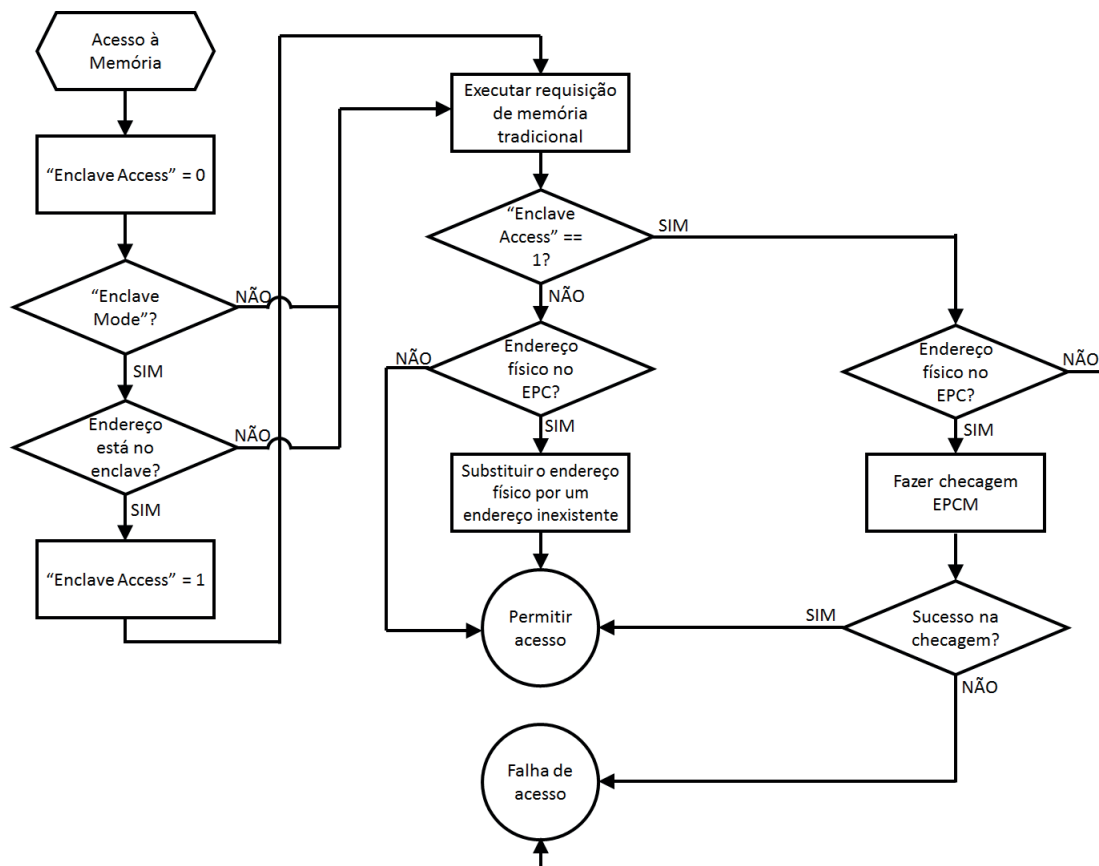 Acesso à
Memória
“Enclave Access” = 0
“Enclave
Mode”?
NÃO
SIM
Endereço
está no
enclave?
NÃO
SIM
“Enclave Access” = 1
Executar requisição
de memória
tradicional
“Enclave
Access” ==
1?
SIM
NÃO
Endereço
físico no
EPC?
NÃO
SIM
Substituir o endereço
físico por um
endereço inexistente
Permitir
acesso
Endereço
físico no
EPC?
NÃO
SIM
Fazer checagem
EPCM
Sucesso na
checagem?
SIM
NÃO
Falha de
acesso